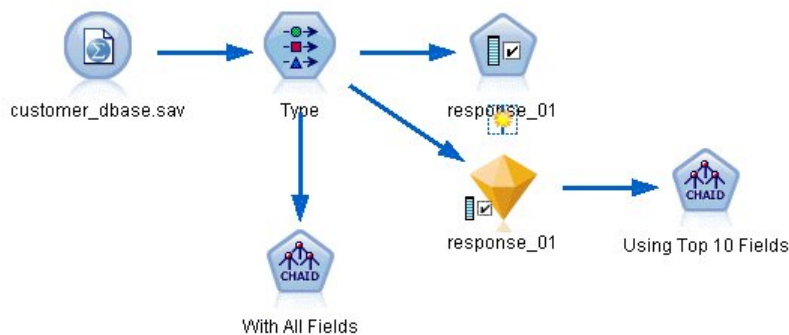 customer_dbase.sav
Type
response_01
response_01
CHAID
Using Top 10 Fields
CHAID
With All Fields